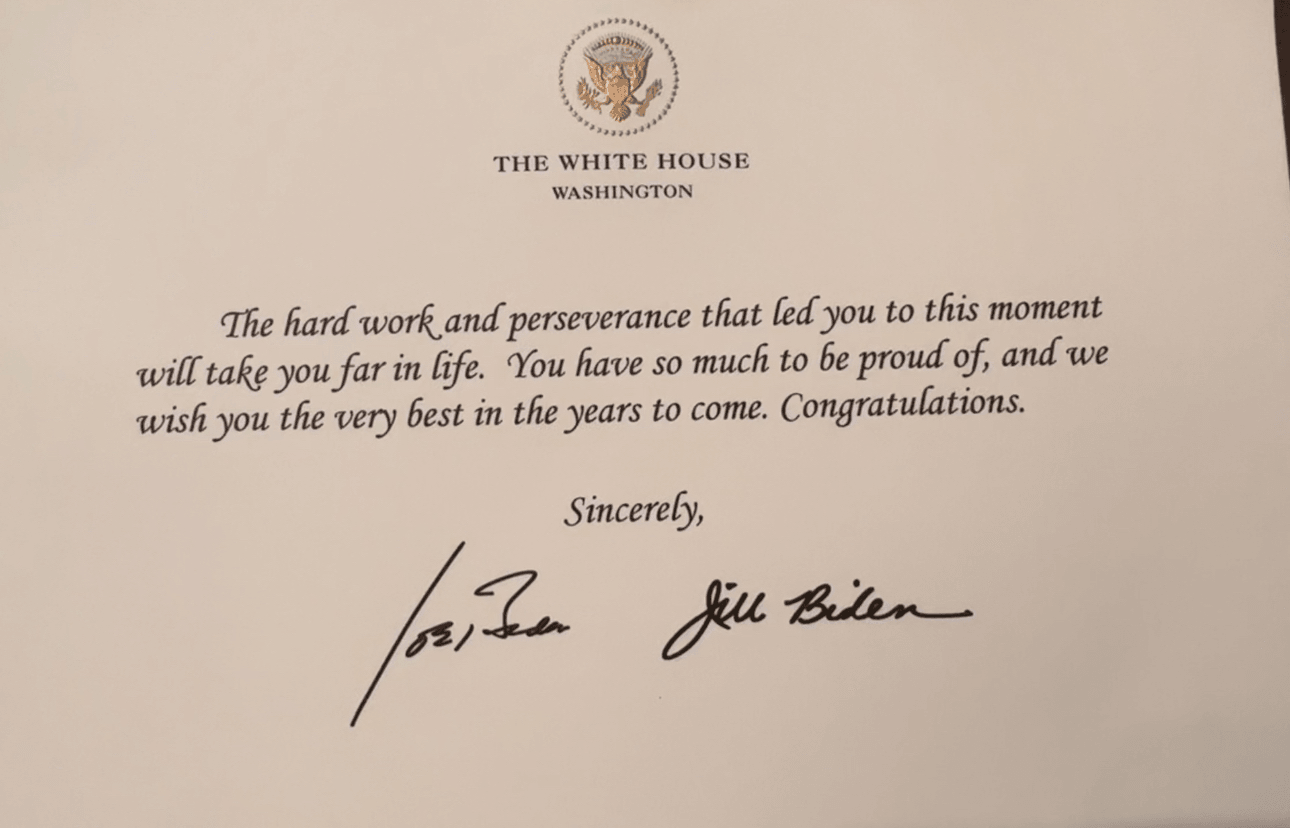 THE WHITE HOUSE
WASHINGTON
The hard work and perseverance that led you to this moment
will take you far in life. You have so much to be proud of, and we
wish you the very best in the years to come. Congratulations.
Sincerely,
Joe Biden Jill Biden